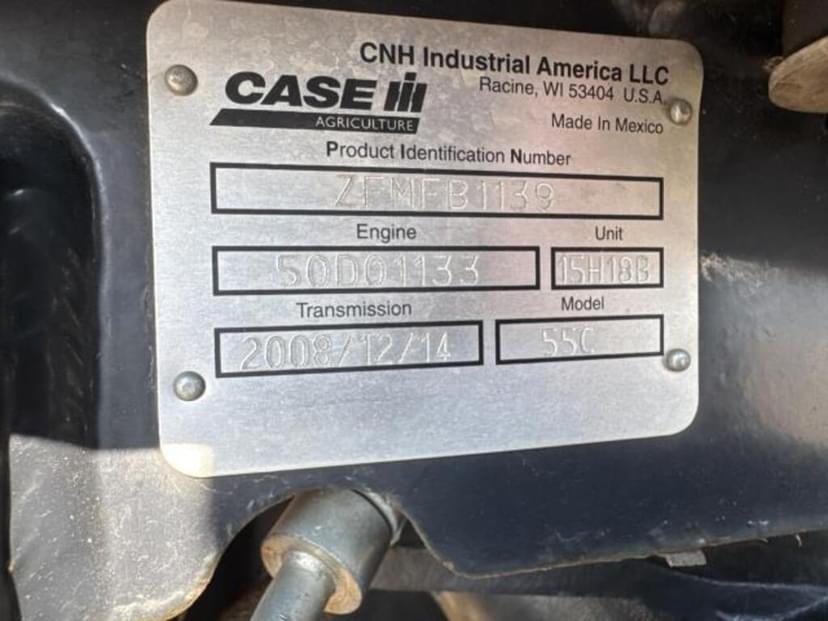 CNH Industrial America LLC
Racine, WI 53404 U.S.A.
CASE IH
AGRICULTURE
Made In Mexico
Product Identification Number
ZFMFB1139
Engine
Unit
50D01133
15H18B
Transmission
Model
2008/12/14
55C